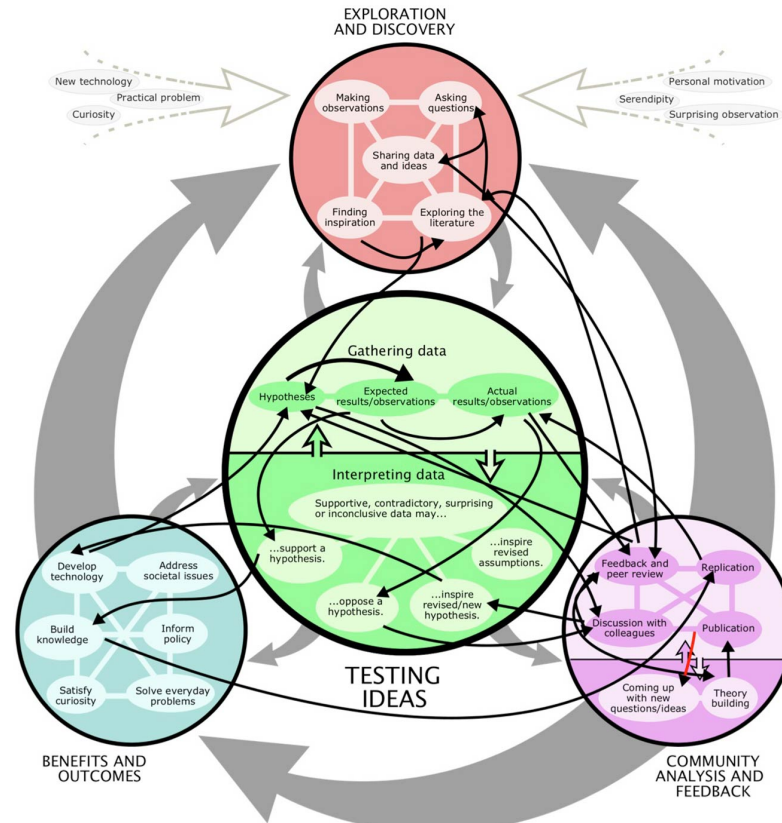 EXPLORATION
AND DISCOVERY
New technology
Practical problem
Curiosity
Personal motivation
Serendipity
Surprising observation
Making
observations
Asking
questions
Sharing data
and ideas
Finding
inspiration
Exploring the
literature
Gathering data
Hypotheses
Expected
results/observations
Actual
results/observations
Interpreting data
Supportive, contradictory, surprising
or inconclusive data may...
...support a
hypothesis.
...inspire
revised
assumptions.
...oppose a
hypothesis.
...inspire
revised/new
hypothesis.
TESTING
IDEAS
Develop
technology
Address
societal issues
Build
knowledge
Inform
policy
Satisfy
curiosity
Solve everyday
problems
BENEFITS AND
OUTCOMES
Feedback and
peer review
Replication
Discussion with
colleagues
Publication
Coming up
with new
questions/ideas
Theory
building
COMMUNITY
ANALYSIS AND
FEEDBACK